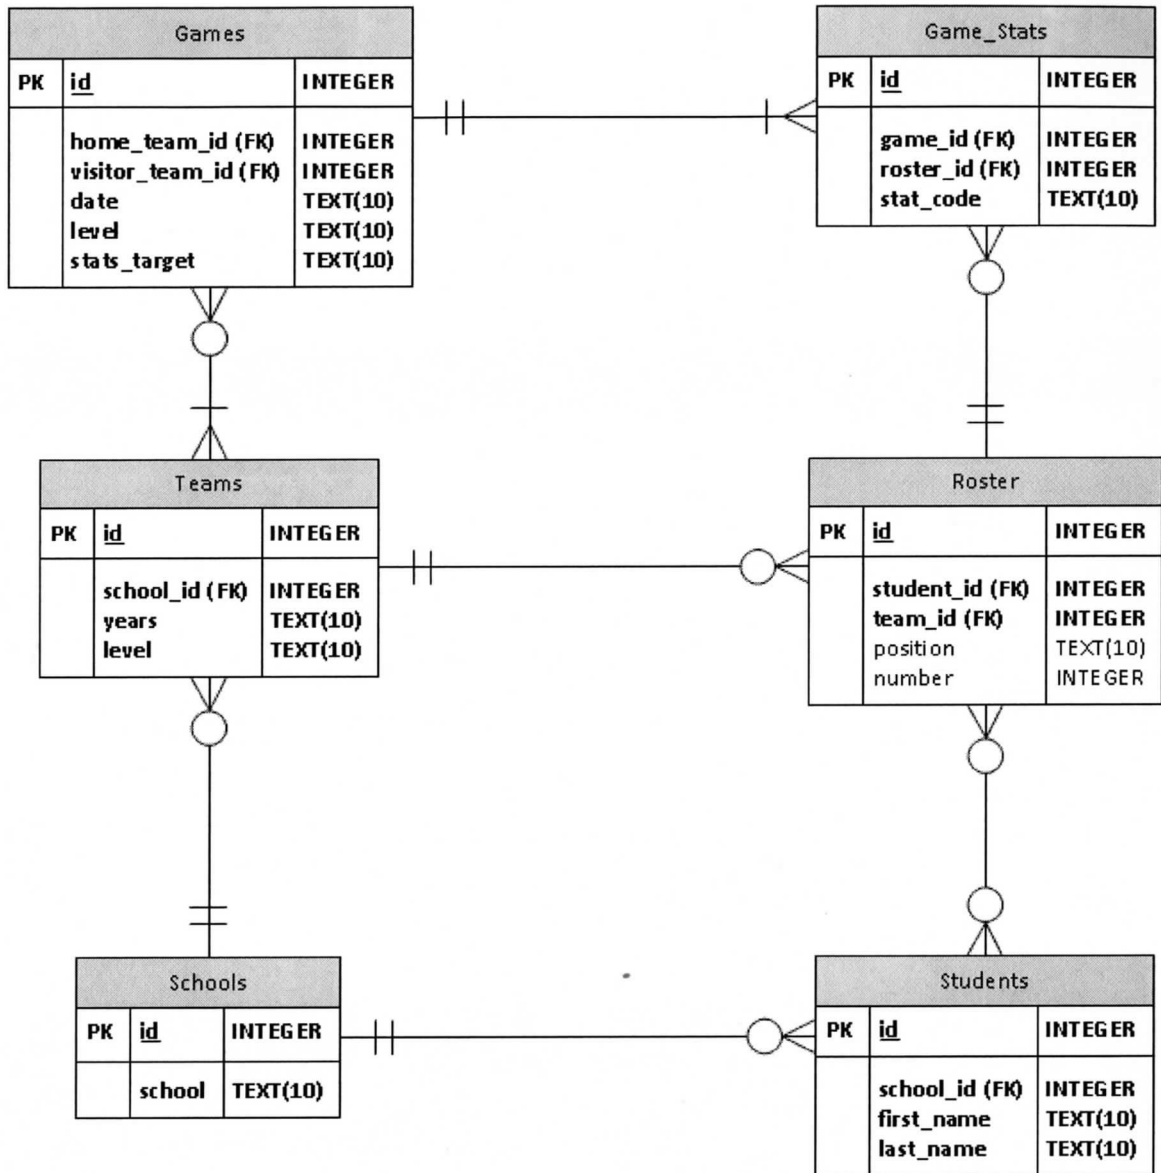 Games
PK id INTEGER
home_team_id (FK) INTEGER
visitor_team_id (FK) INTEGER
date TEXT(10)
level TEXT(10)
stats_target TEXT(10)
Game_Stats
PK id INTEGER
game_id (FK) INTEGER
roster_id (FK) INTEGER
stat_code TEXT(10)
Teams
PK id INTEGER
school_id (FK) INTEGER
years TEXT(10)
level TEXT(10)
Roster
PK id INTEGER
student_id (FK) INTEGER
team_id (FK) INTEGER
position TEXT(10)
number INTEGER
Schools
PK id INTEGER
school TEXT(10)
Students
PK id INTEGER
school_id (FK) INTEGER
first_name TEXT(10)
last_name TEXT(10)